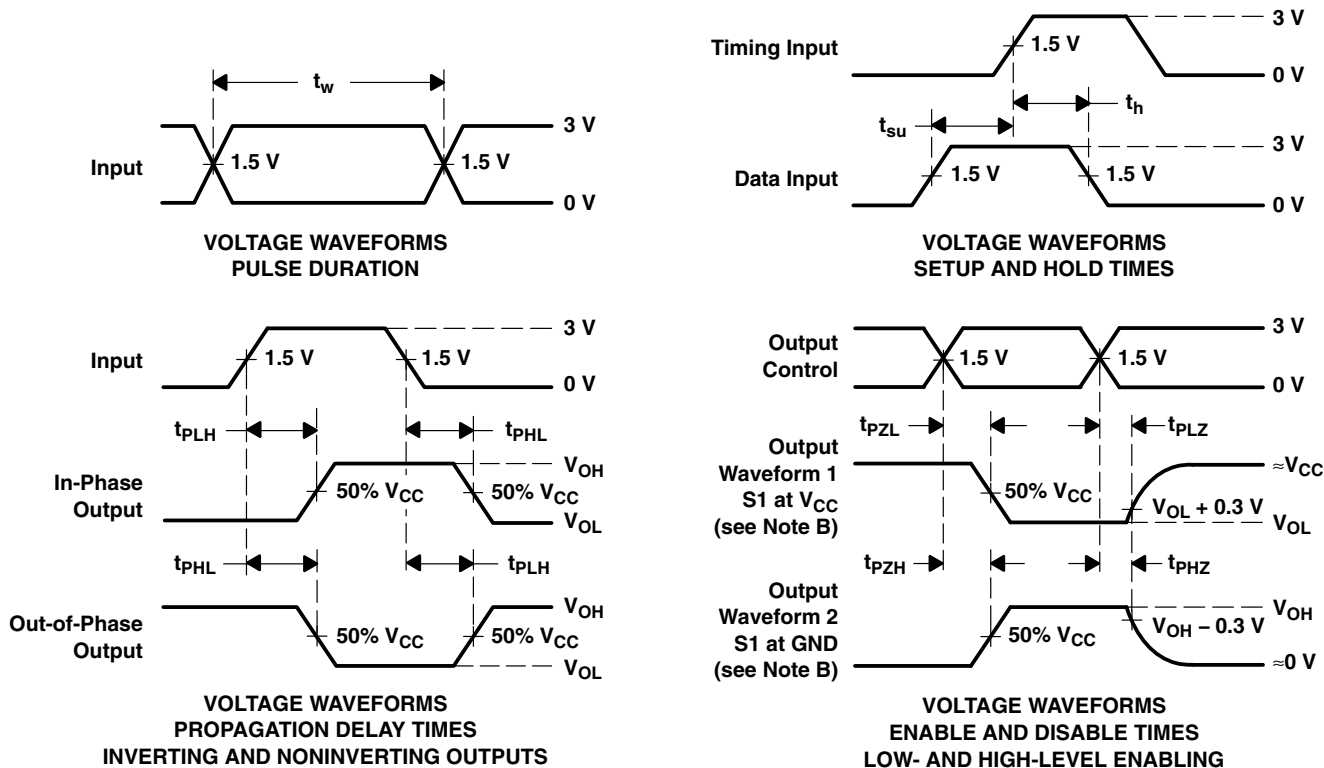 t_w
3 V
Input
1.5 V
1.5 V
0 V
VOLTAGE WAVEFORMS
PULSE DURATION
3 V
Timing Input
1.5 V
0 V
t_h
t_su
3 V
Data Input
1.5 V
1.5 V
0 V
VOLTAGE WAVEFORMS
SETUP AND HOLD TIMES
3 V
Input
1.5 V
1.5 V
0 V
t_PLH
t_PHL
V_OH
In-Phase
Output
50% V_CC
50% V_CC
V_OL
t_PHL
t_PLH
V_OH
Out-of-Phase
Output
50% V_CC
50% V_CC
V_OL
VOLTAGE WAVEFORMS
PROPAGATION DELAY TIMES
INVERTING AND NONINVERTING OUTPUTS
3 V
Output
Control
1.5 V
1.5 V
0 V
t_PZL
t_PLZ
Output
Waveform 1
S1 at V_CC
(see Note B)
≈V_CC
50% V_CC
V_OL + 0.3 V
V_OL
t_PZH
t_PHZ
Output
Waveform 2
S1 at GND
(see Note B)
V_OH
50% V_CC
V_OH − 0.3 V
≈0 V
VOLTAGE WAVEFORMS
ENABLE AND DISABLE TIMES
LOW- AND HIGH-LEVEL ENABLING